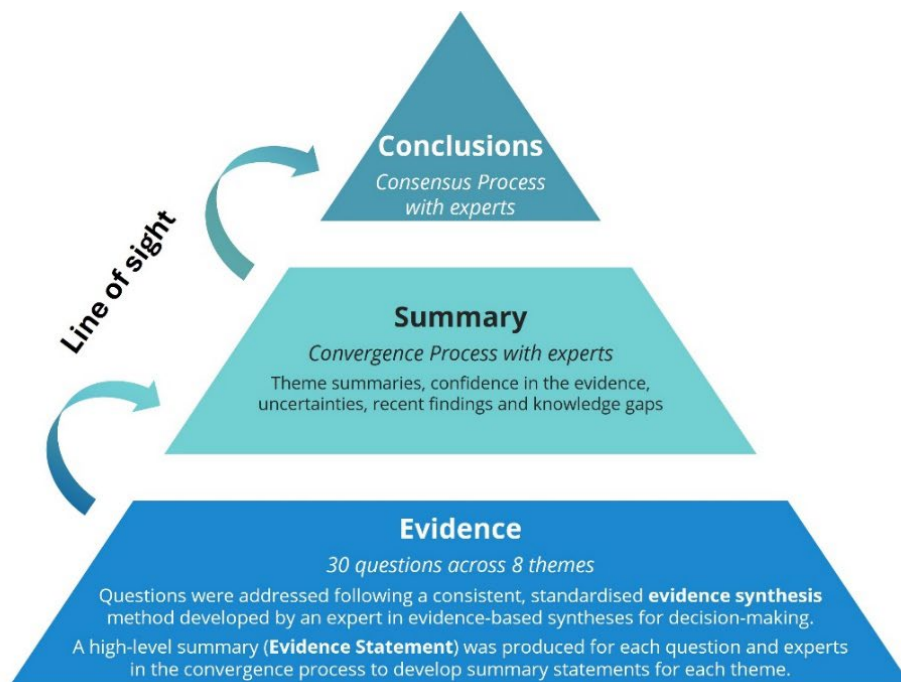 Conclusions
Consensus Process
with experts
Line of sight
Summary
Convergence Process with experts
Theme summaries, confidence in the evidence,
uncertainties, recent findings and knowledge gaps
Evidence
30 questions across 8 themes
Questions were addressed following a consistent, standardised evidence synthesis
method developed by an expert in evidence-based syntheses for decision-making.
A high-level summary (Evidence Statement) was produced for each question and experts
in the convergence process to develop summary statements for each theme.